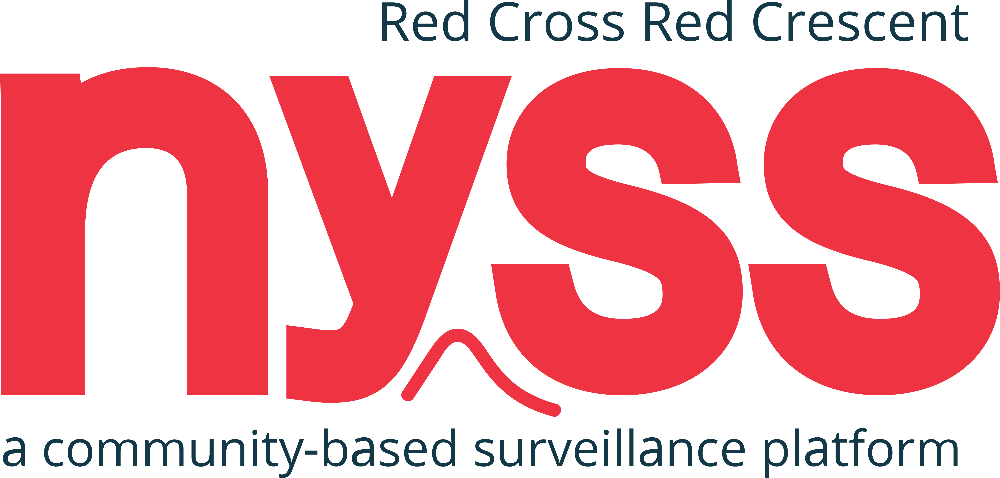 Red Cross Red Crescent
nyss
a community-based surveillance platform